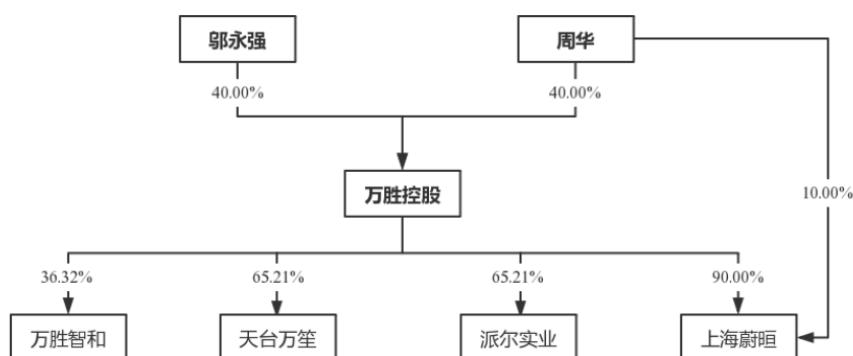 邬永强
周华
40.00%
40.00%
万胜控股
10.00%
36.32%
65.21%
65.21%
90.00%
万胜智和
天台万笙
派尔实业
上海蔚晅